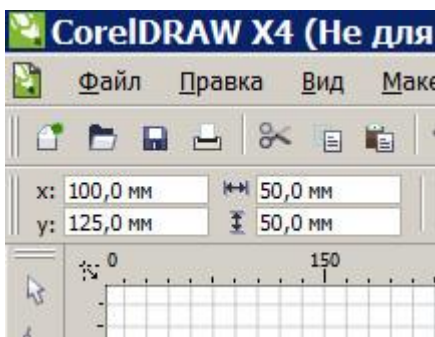 CorelDRAW X4 (Не для
Файл Правка Вид
x: 100,0 мм 50,0 мм
y: 125,0 мм 50,0 мм
0 150